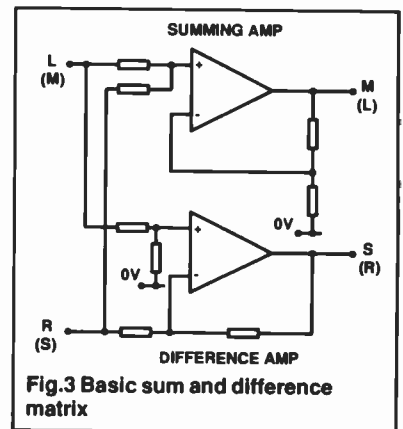 SUMMING AMP
L
(M)
+
-
M
(L)
0V
+
0V
-
S
(R)
R
(S)
DIFFERENCE AMP
Fig.3 Basic sum and difference
matrix